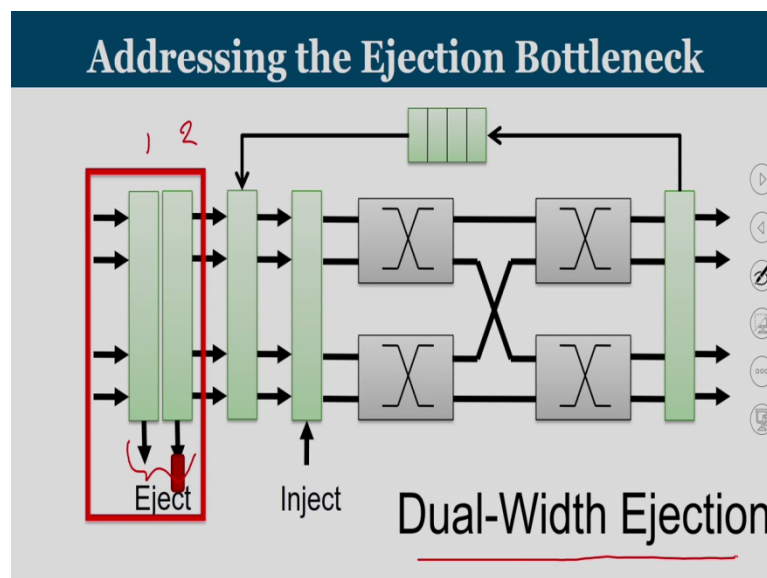 Addressing the Ejection Bottleneck
1 2
Eject
Inject
Dual-Width Ejection